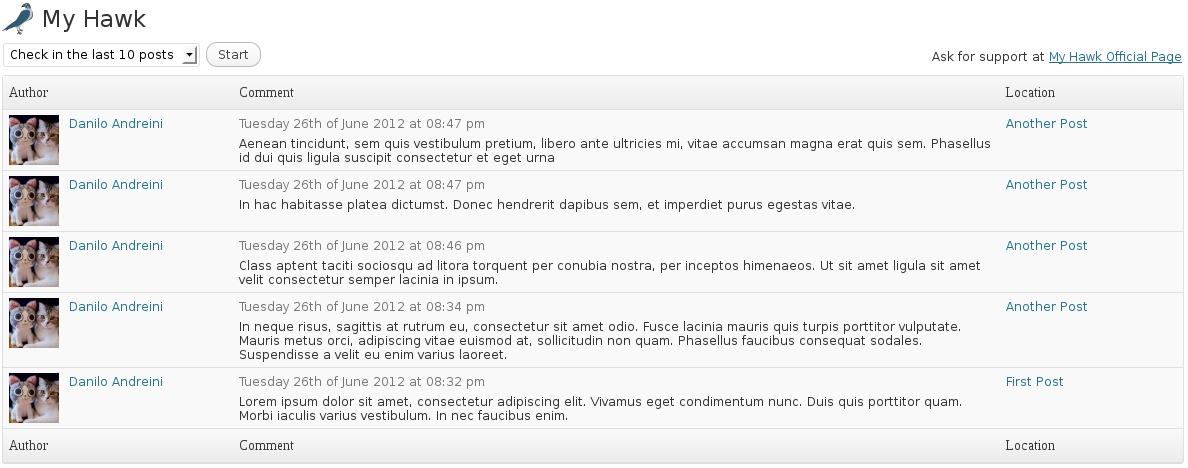 My Hawk
Check in the last 10 posts
Start
Ask for support at My Hawk Official Page
Author Comment Location
Danilo Andreini Tuesday 26th of June 2012 at 08:47 pm Another Post
Aenean tincidunt, sem quis vestibulum pretium, libero ante ultricies mi, vitae accumsan magna erat quis sem. Phasellus
id dui quis ligula suscipit consectetur et eget urna
Danilo Andreini Tuesday 26th of June 2012 at 08:47 pm Another Post
In hac habitasse platea dictumst. Donec hendrerit dapibus sem, et imperdiet purus egestas vitae.
Danilo Andreini Tuesday 26th of June 2012 at 08:46 pm Another Post
Class aptent taciti sociosqu ad litora torquent per conubia nostra, per inceptos himenaeos. Ut sit amet ligula sit amet
velit consectetur semper lacinia in ipsum.
Danilo Andreini Tuesday 26th of June 2012 at 08:34 pm Another Post
In neque risus, sagittis at rutrum eu, consectetur sit amet odio. Fusce lacinia mauris quis turpis porttitor vulputate.
Mauris metus orci, adipiscing vitae euismod at, sollicitudin non quam. Phasellus faucibus consequat sodales.
Suspendisse a velit eu enim varius laoreet.
Danilo Andreini Tuesday 26th of June 2012 at 08:32 pm First Post
Lorem ipsum dolor sit amet, consectetur adipiscing elit. Vivamus eget condimentum nunc. Duis quis porttitor quam.
Morbi iaculis varius vestibulum. In nec faucibus enim.
Author Comment Location